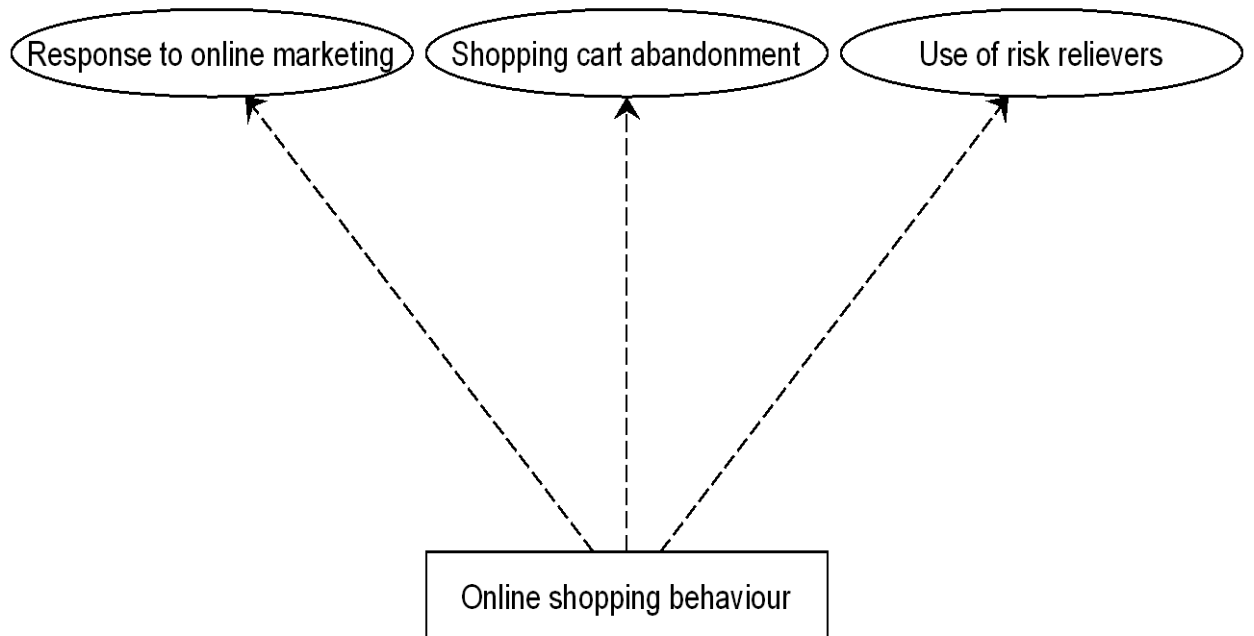 Response to online marketing
Shopping cart abandonment
Use of risk relievers
Online shopping behaviour